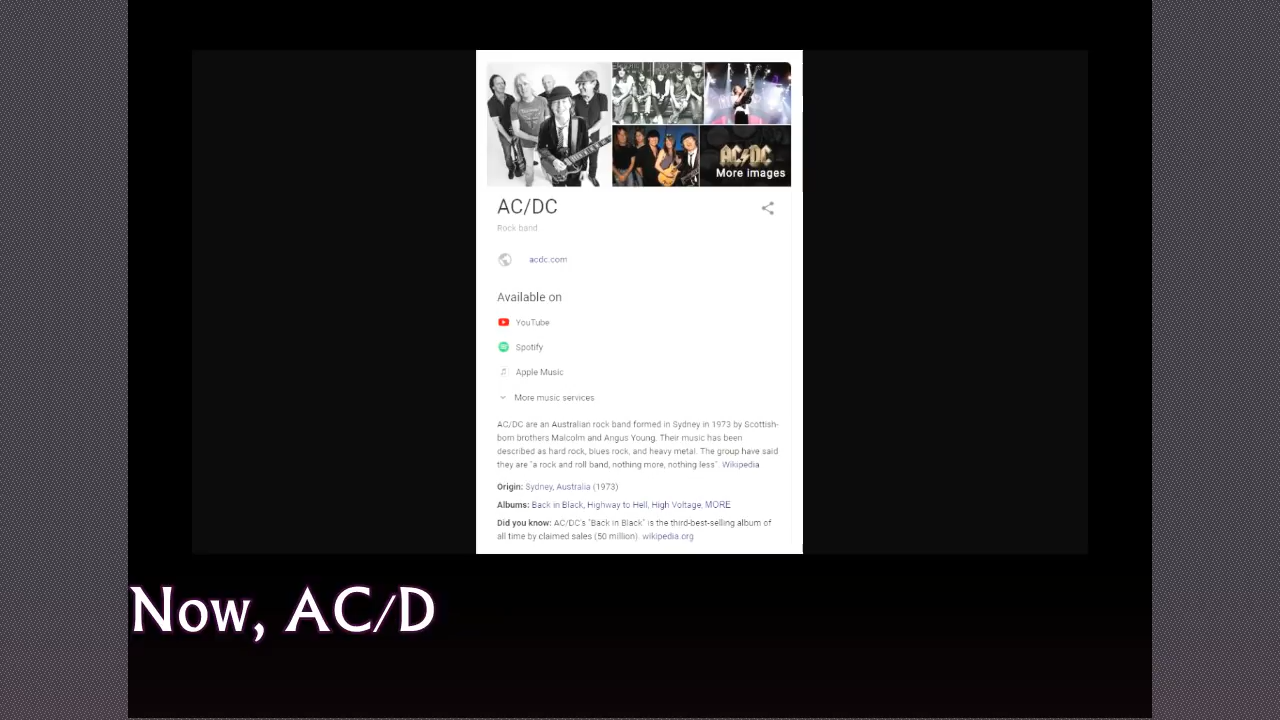 AC/DC
More images
AC/DC
Rock band
acdc.com
Available on
YouTube
Spotify
Apple Music
More music services
AC/DC are an Australian rock band formed in Sydney in 1973 by Scottish-
born brothers Malcolm and Angus Young. Their music has been
described as hard rock, blues rock, and heavy metal. The group have said
they are "a rock and roll band, nothing more, nothing less". Wikipedia
Origin: Sydney, Australia (1973)
Albums: Back in Black, Highway to Hell, High Voltage, MORE
Did you know: AC/DC's "Back in Black" is the third-best-selling album of
all time by claimed sales (50 million). wikipedia.org
Now, AC/D